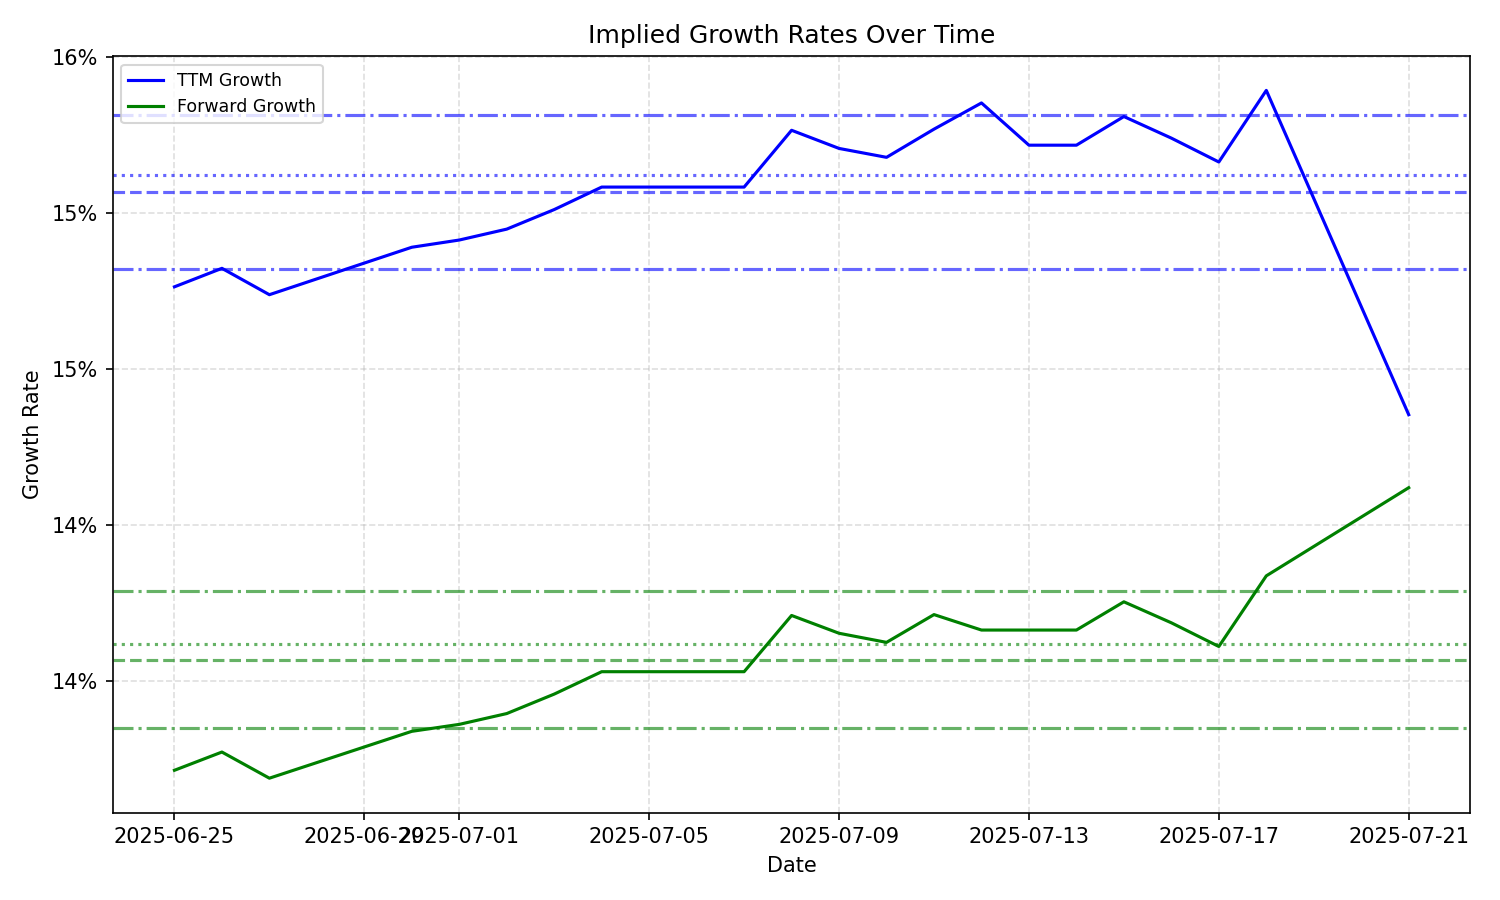 Implied Growth Rates Over Time
TTM Growth
Forward Growth
16%
15%
15%
14%
14%
Growth Rate
2025-06-25
2025-06-29
2025-07-01
2025-07-05
2025-07-09
2025-07-13
2025-07-17
2025-07-21
Date